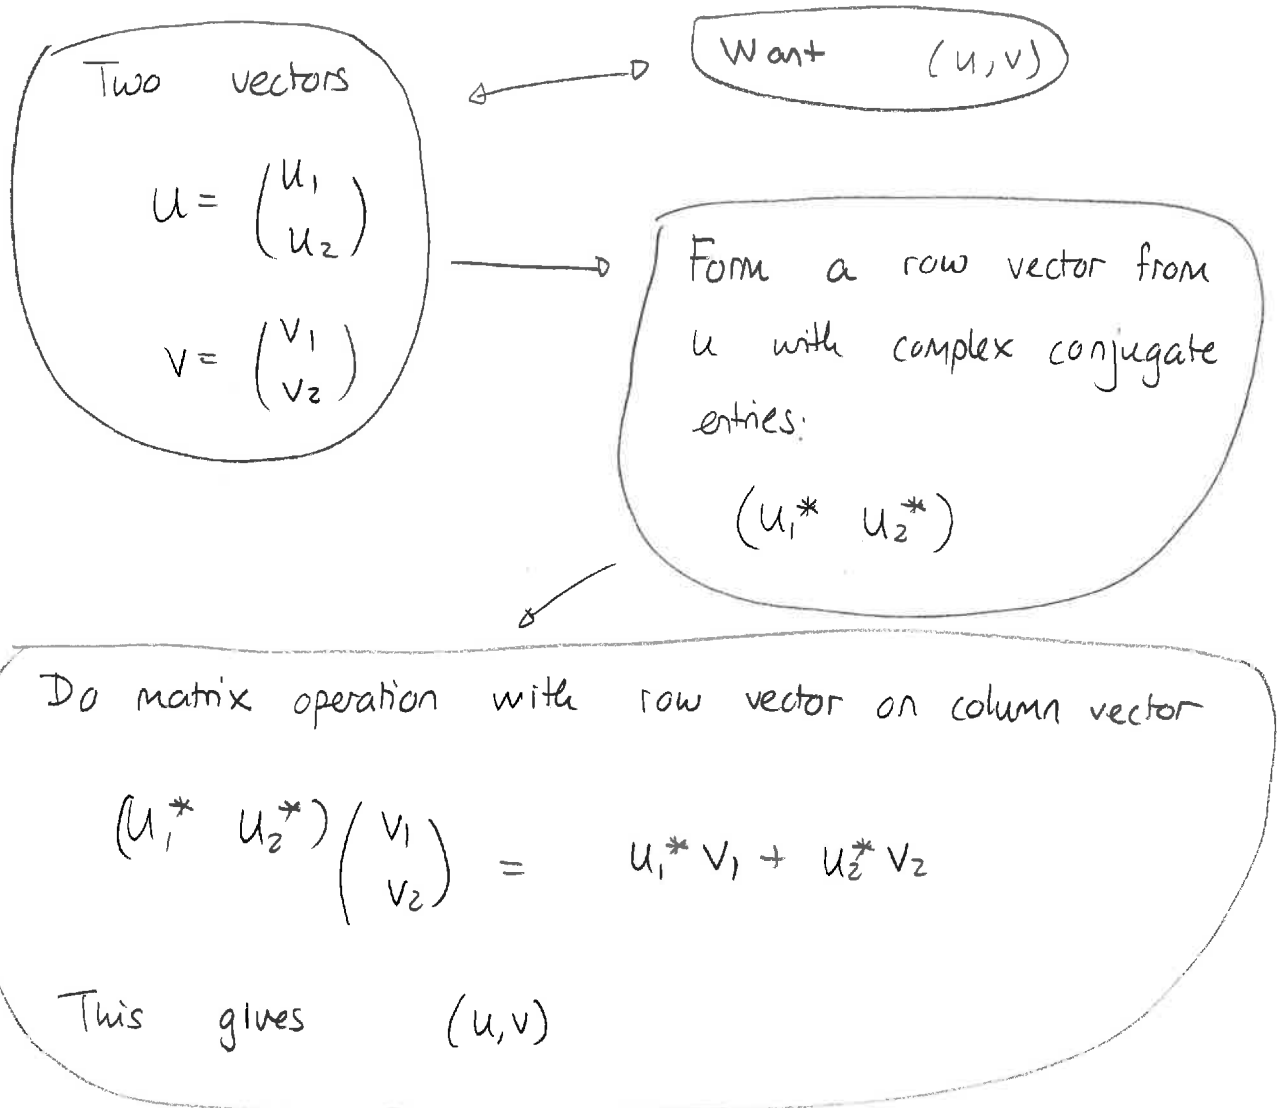 Two vectors
u = (u₁
u₂)
v = (v₁
v₂)
Want (u,v)
Form a row vector from
u with complex conjugate
entries:
(u₁* u₂*)
Do matrix operation with row vector on column vector
(u₁* u₂*)(v₁
v₂) = u₁* v₁ + u₂* v₂
This gives (u,v)